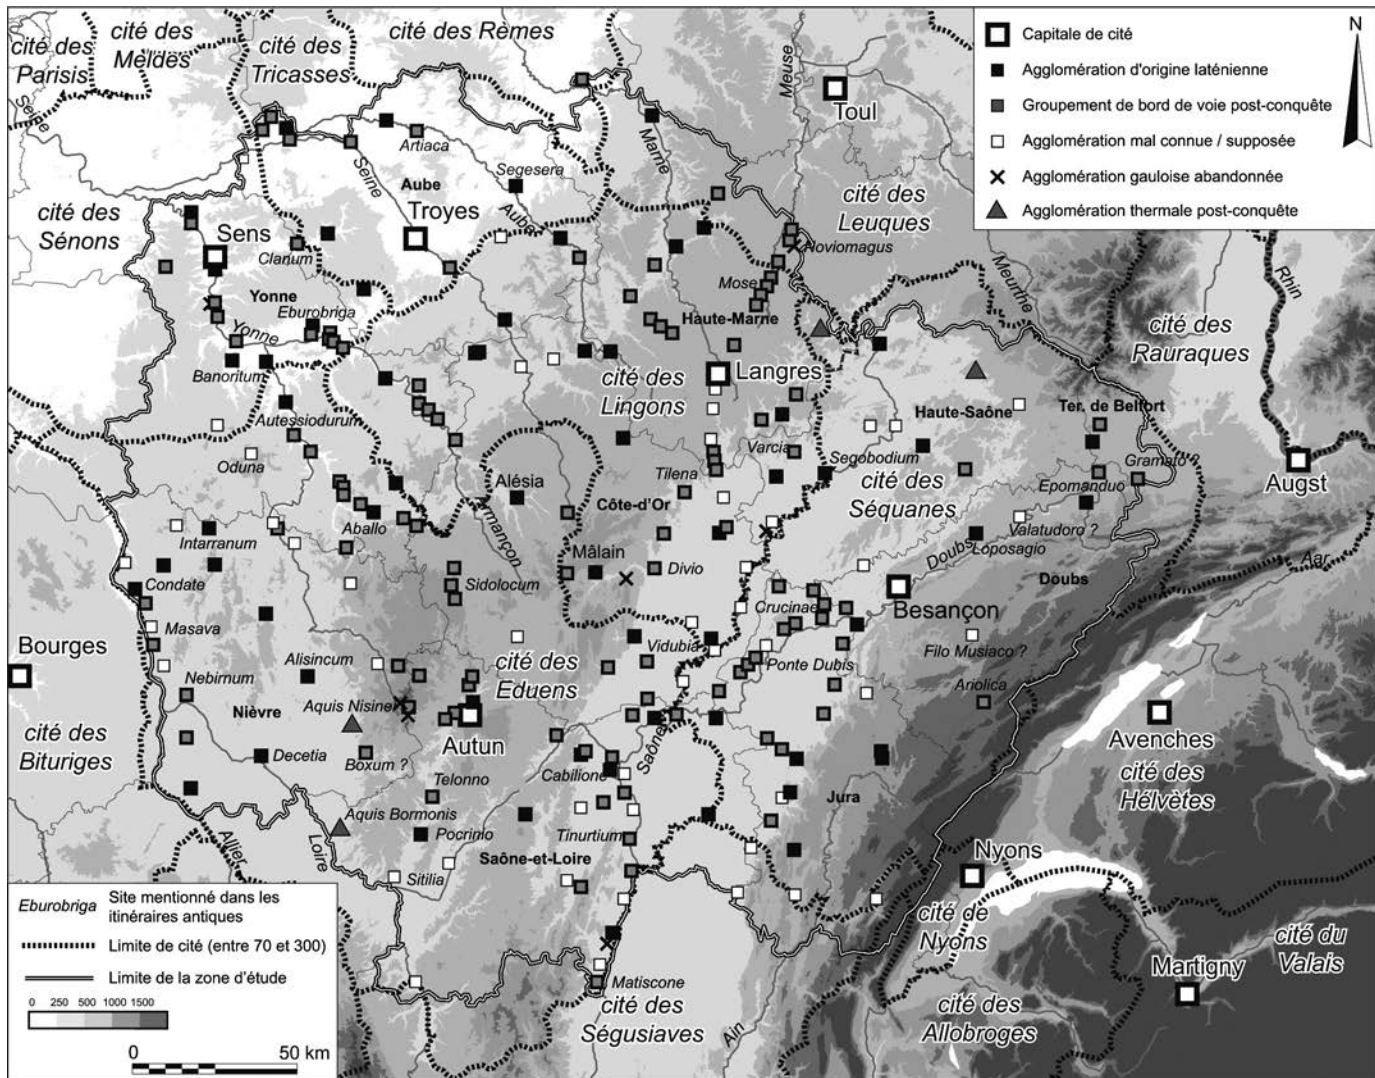 cité des
Parisis
cité des
Meldes
cité des
Tricasses
cité des Rèmes
Seine
Meuse
Toul
Marne
Artiaca
Seine
Segesera
Aube
Troyes
Aube
cité des
Leuques
cité des
Sénons
Sens
Clanum
Noviomagus
Meurthe
Rhin
Mose
Yonne
Eburobriga
Haute-Marne
cité des
Rauraques
Yonne
Banoritum
Langres
cité des
Lingons
Autessiodurum
Haute-Saône
Ter. de Belfort
Oduna
Varcia
Segobodium
Gramato ?
Alésia
Tilena
cité des
Séquanes
Epomanduo
Augst
Armançon
Côte-d'Or
Aballo
Valatudoro ?
Intarranum
Loposagio
Doubs
Aar
Mâlain
Divio
Doubs
Condate
Sidolocum
Crucinae
Besançon
Masava
Bourges
Vidubia
Filo Musiaco ?
Alisincum
cité des
Eduens
Ponte Dubis
Nebirnum
Aquis Nisinei
Ariolica
Nièvre
Autun
Avenches
cité des
Bituriges
Decetia
Boxum ?
Saône
cité des
Hélvètes
Telonno
Cabilione
Jura
Aquis Bormonis
Pocrinio
Tinurtium
Allier
Loire
Nyons
Saône-et-Loire
Sitilia
cité de
Nyons
cité du
Valais
Martigny
Matiscone
cité des
Ségusiaves
cité des
Allobroges
Ain
Capitale de cité
Agglomération d'origine laténienne
Groupement de bord de voie post-conquête
Agglomération mal connue / supposée
Agglomération gauloise abandonnée
Agglomération thermale post-conquête
N
Eburobriga Site mentionné dans les
itinéraires antiques
Limite de cité (entre 70 et 300)
Limite de la zone d'étude
0 250 500 1000 1500
0 50 km